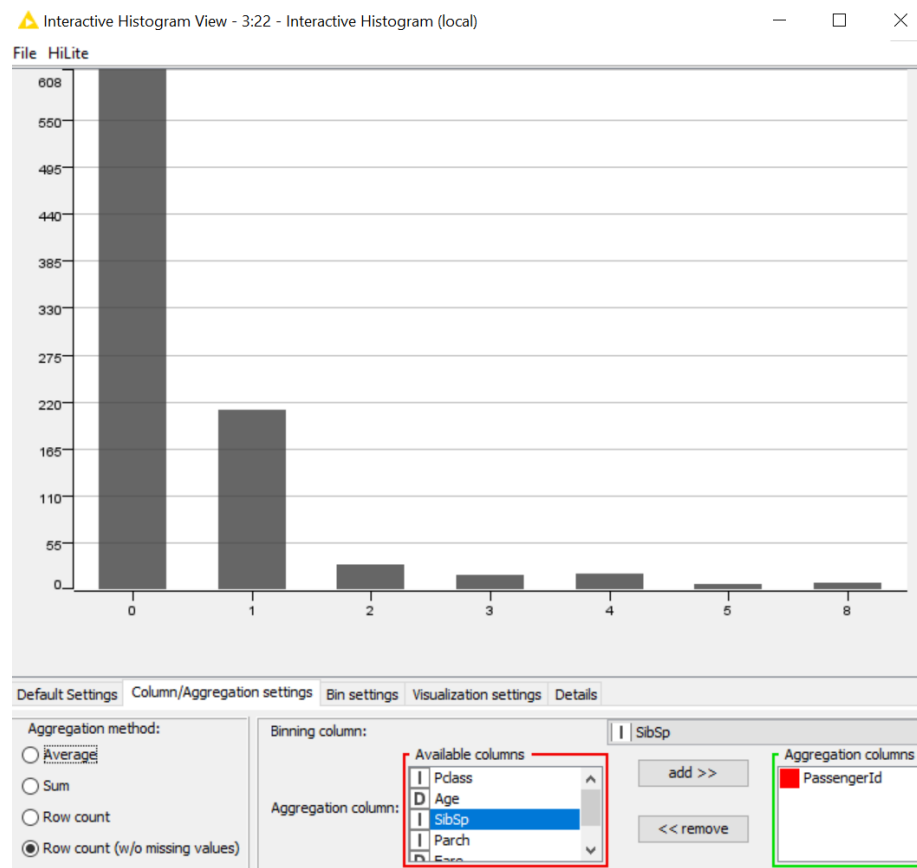 Interactive Histogram View - 3:22 - Interactive Histogram (local)
File HiLite
608
550
495
440
385
330
275
220
165
110
55
0
0 1 2 3 4 5 8
Default Settings Column/Aggregation settings Bin settings Visualization settings Details
Aggregation method:
Average
Sum
Row count
Row count (w/o missing values)
Binning column:
I SibSp
Aggregation column:
Available columns
I Pclass
D Age
I SibSp
I Parch
D Fare
add >>
<< remove
Aggregation columns
PassengerId